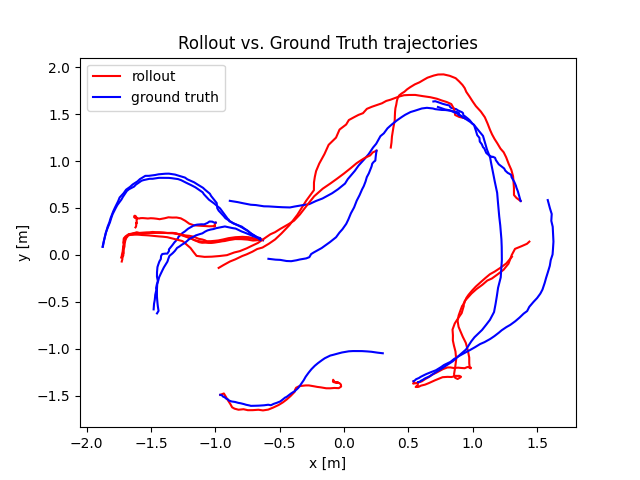 Rollout vs. Ground Truth trajectories
rollout
ground truth
2.0
1.5
1.0
0.5
0.0
−0.5
−1.0
−1.5
y [m]
−2.0 −1.5 −1.0 −0.5 0.0 0.5 1.0 1.5
x [m]